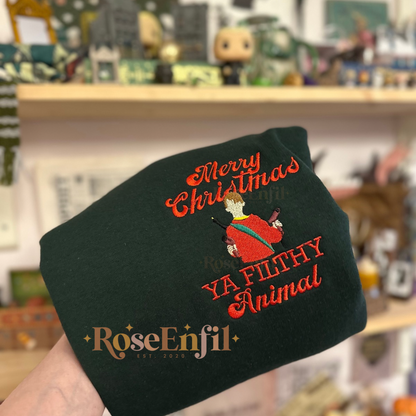 Merry
Christmas
YA FILTHY
Animal
RoseEnfil
EST 2020